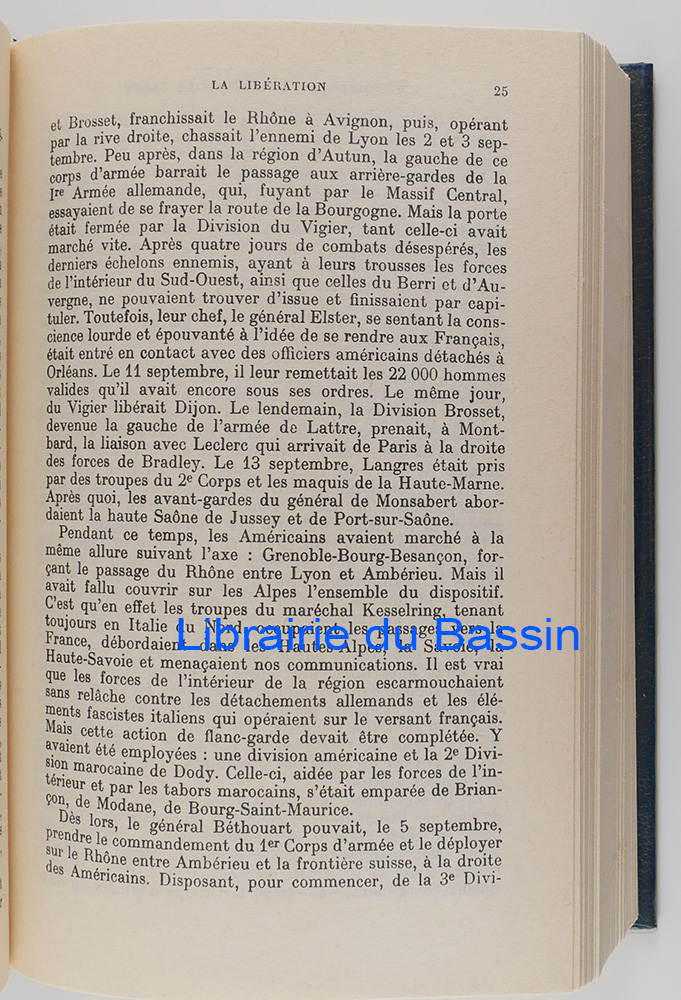 LA LIBÉRATION
25
et Brosset, franchissait le Rhône à Avignon, puis, opérant
par la rive droite, chassait l'ennemi de Lyon les 2 et 3 sep-
tembre. Peu après, dans la région d'Autun, la gauche de ce
corps d'armée barrait le passage aux arrière-gardes de la
Ire Armée allemande, qui, fuyant par le Massif Central,
essayaient de se frayer la route de la Bourgogne. Mais la porte
était fermée par la Division du Vigier, tant celle-ci avait
marché vite. Après quatre jours de combats désespérés, les
derniers échelons ennemis, ayant à leurs trousses les forces
de l'intérieur du Sud-Ouest, ainsi que celles du Berri et d'Au-
vergne, ne pouvaient trouver d'issue et finissaient par capi-
tuler. Toutefois, leur chef, le général Elster, se sentant la cons-
cience lourde et épouvanté à l'idée de se rendre aux Français,
était entré en contact avec des officiers américains détachés à
Orléans. Le 11 septembre, il leur remettait les 22 000 hommes
valides qu'il avait encore sous ses ordres. Le même jour,
du Vigier libérait Dijon. Le lendemain, la Division Brosset,
devenue la gauche de l'armée de Lattre, prenait, à Mont-
bard, la liaison avec Leclerc qui arrivait de Paris à la droite
des forces de Bradley. Le 13 septembre, Langres était pris
par des troupes du 2e Corps et les maquis de la Haute-Marne.
Après quoi, les avant-gardes du général de Monsabert abor-
daient la haute Saône de Jussey et de Port-sur-Saône.
Pendant ce temps, les Américains avaient marché à la
même allure suivant l'axe : Grenoble-Bourg-Besançon, for-
çant le passage du Rhône entre Lyon et Ambérieu. Mais il
avait fallu couvrir sur les Alpes l'ensemble du dispositif.
C'est qu'en effet les troupes du maréchal Kesselring, tenant
toujours en Italie du Nord, occupaient les passages vers la
France, débordaient dans les Hautes-Alpes, la Savoie, la
Librairie du Bassin
Haute-Savoie et menaçaient nos communications. Il est vrai
que les forces de l'intérieur de la région escarmouchaient
sans relâche contre les détachements allemands et les élé-
ments fascistes italiens qui opéraient sur le versant français.
Mais cette action de flanc-garde devait être complétée. Y
avaient été employées : une division américaine et la 2e Divi-
sion marocaine de Dody. Celle-ci, aidée par les forces de l'in-
térieur et par les tabors marocains, s'était emparée de Brian-
çon, de Modane, de Bourg-Saint-Maurice.
Dès lors, le général Béthouart pouvait, le 5 septembre,
prendre le commandement du 1er Corps d'armée et le déployer
sur le Rhône entre Ambérieu et la frontière suisse, à la droite
des Américains. Disposant, pour commencer, de la 3e Divi-